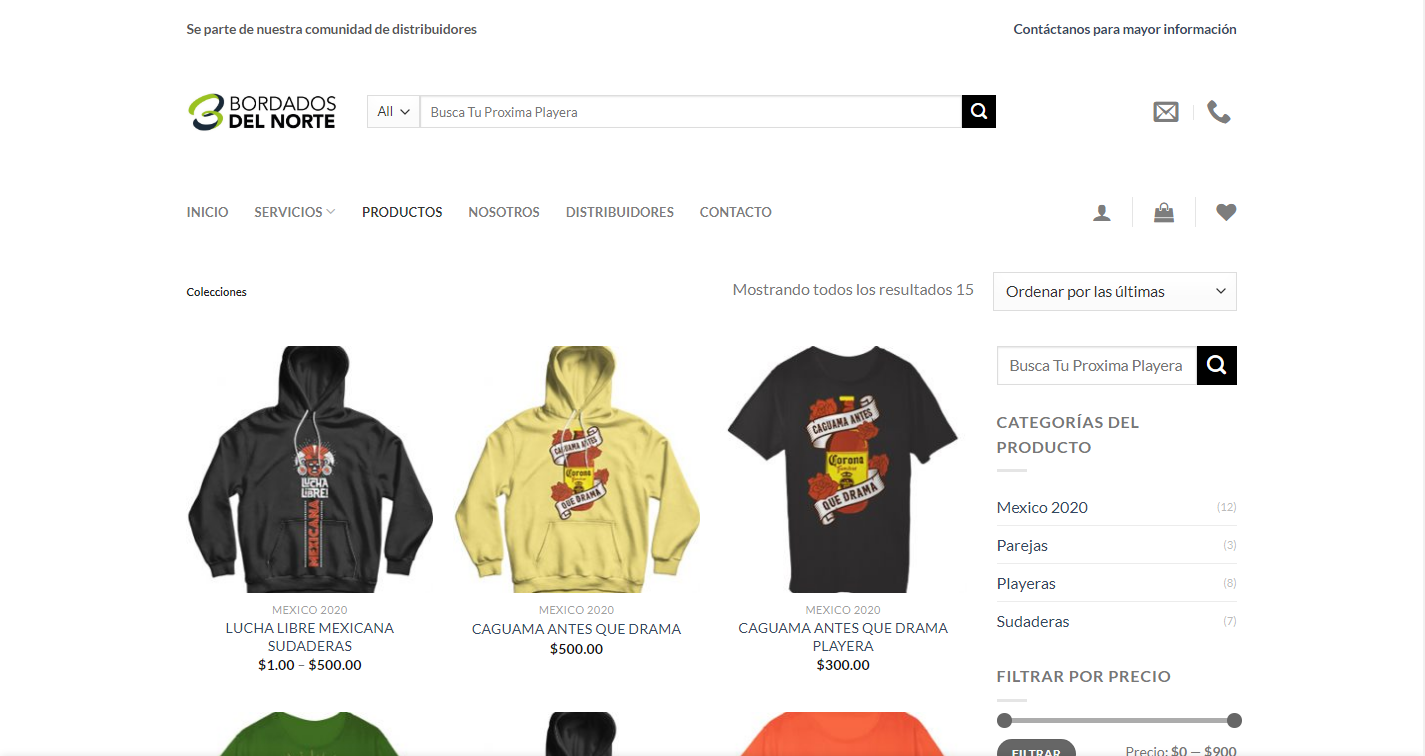 Se parte de nuestra comunidad de distribuidores
Contáctanos para mayor información
BORDADOS
DEL NORTE
All
Busca Tu Proxima Playera
INICIO
SERVICIOS
PRODUCTOS
NOSOTROS
DISTRIBUIDORES
CONTACTO
Colecciones
Mostrando todos los resultados 15
Ordenar por las últimas
LUCHA
LIBRE!
MEXICANA
CAGUAMA ANTES
Corona
QUE DRAMA
CAGUAMA ANTES
Corona
QUE DRAMA
MEXICO 2020
LUCHA LIBRE MEXICANA
SUDADERAS
$1.00 – $500.00
MEXICO 2020
CAGUAMA ANTES QUE DRAMA
$500.00
MEXICO 2020
CAGUAMA ANTES QUE DRAMA
PLAYERA
$300.00
Busca Tu Proxima Playera
CATEGORÍAS DEL
PRODUCTO
Mexico 2020 (12)
Parejas (3)
Playeras (8)
Sudaderas (7)
FILTRAR POR PRECIO
FILTRAR
Precio: $0 — $900